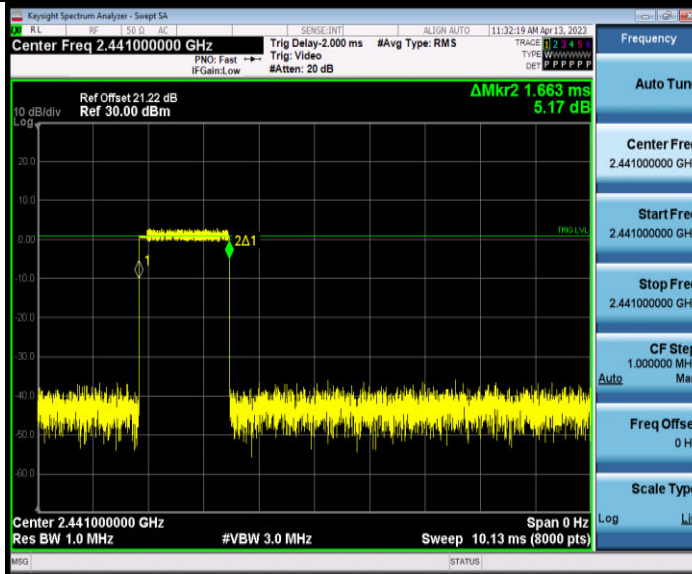 Keysight Spectrum Analyzer - Swept SA
RL RF 50 Ω AC SENSE:INT ALIGN AUTO 11:32:19 AM Apr 13, 2023
Center Freq 2.441000000 GHz
PNO: Fast
IFGain:Low
Trig Delay-2.000 ms
Trig: Video
#Atten: 20 dB
#Avg Type: RMS
TRACE 1 2 3 4 5 6
TYPE WWWWWW
DET P P P P P P
Ref Offset 21.22 dB
10 dB/div Ref 30.00 dBm
Log
ΔMkr2 1.663 ms
5.17 dB
20.0
10.0
0.00
-10.0
-20.0
-30.0
-40.0
-50.0
-60.0
TRIG LVL
2Δ1
1
Center 2.441000000 GHz Span 0 Hz
Res BW 1.0 MHz #VBW 3.0 MHz Sweep 10.13 ms (8000 pts)
MSG STATUS
Frequency
Auto Tun
Center Fre
2.441000000 GH
Start Fre
2.441000000 GH
Stop Fre
2.441000000 GH
CF Step
1.000000 MH
Auto Ma
Freq Offse
0 H
Scale Type
Log Li